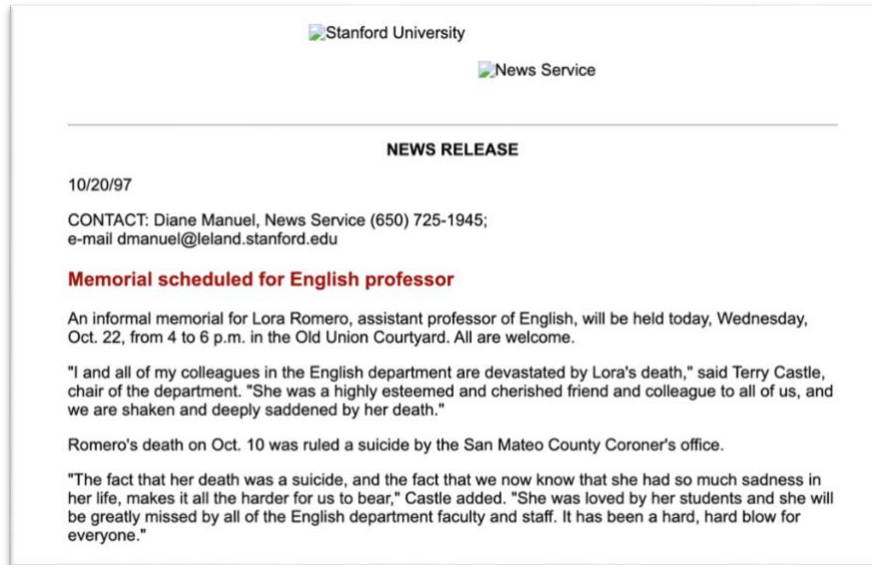 Stanford University
News Service
NEWS RELEASE
10/20/97
CONTACT: Diane Manuel, News Service (650) 725-1945;
e-mail dmanuel@leland.stanford.edu
Memorial scheduled for English professor
An informal memorial for Lora Romero, assistant professor of English, will be held today, Wednesday,
Oct. 22, from 4 to 6 p.m. in the Old Union Courtyard. All are welcome.
"I and all of my colleagues in the English department are devastated by Lora's death," said Terry Castle,
chair of the department. "She was a highly esteemed and cherished friend and colleague to all of us, and
we are shaken and deeply saddened by her death."
Romero's death on Oct. 10 was ruled a suicide by the San Mateo County Coroner's office.
"The fact that her death was a suicide, and the fact that we now know that she had so much sadness in
her life, makes it all the harder for us to bear," Castle added. "She was loved by her students and she will
be greatly missed by all of the English department faculty and staff. It has been a hard, hard blow for
everyone."